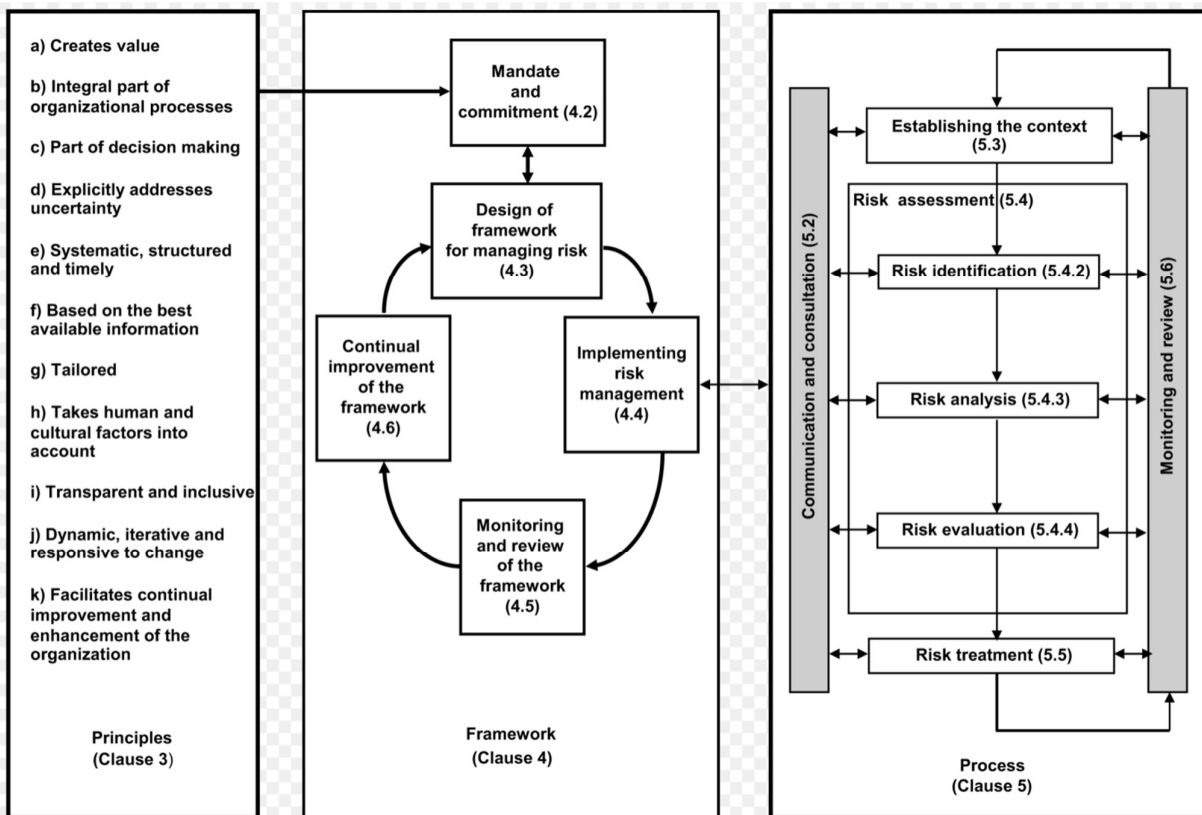 a) Creates value
b) Integral part of
organizational processes
c) Part of decision making
d) Explicitly addresses
uncertainty
e) Systematic, structured
and timely
f) Based on the best
available information
g) Tailored
h) Takes human and
cultural factors into
account
i) Transparent and inclusive
j) Dynamic, iterative and
responsive to change
k) Facilitates continual
improvement and
enhancement of the
organization
Principles
(Clause 3)
Mandate
and
commitment (4.2)
Design of
framework
for managing risk
(4.3)
Implementing
risk
management
(4.4)
Continual
improvement
of the
framework
(4.6)
Monitoring
and review
of the
framework
(4.5)
Framework
(Clause 4)
Communication and consultation (5.2)
Establishing the context
(5.3)
Risk assessment (5.4)
Risk identification (5.4.2)
Risk analysis (5.4.3)
Risk evaluation (5.4.4)
Risk treatment (5.5)
Monitoring and review (5.6)
Process
(Clause 5)